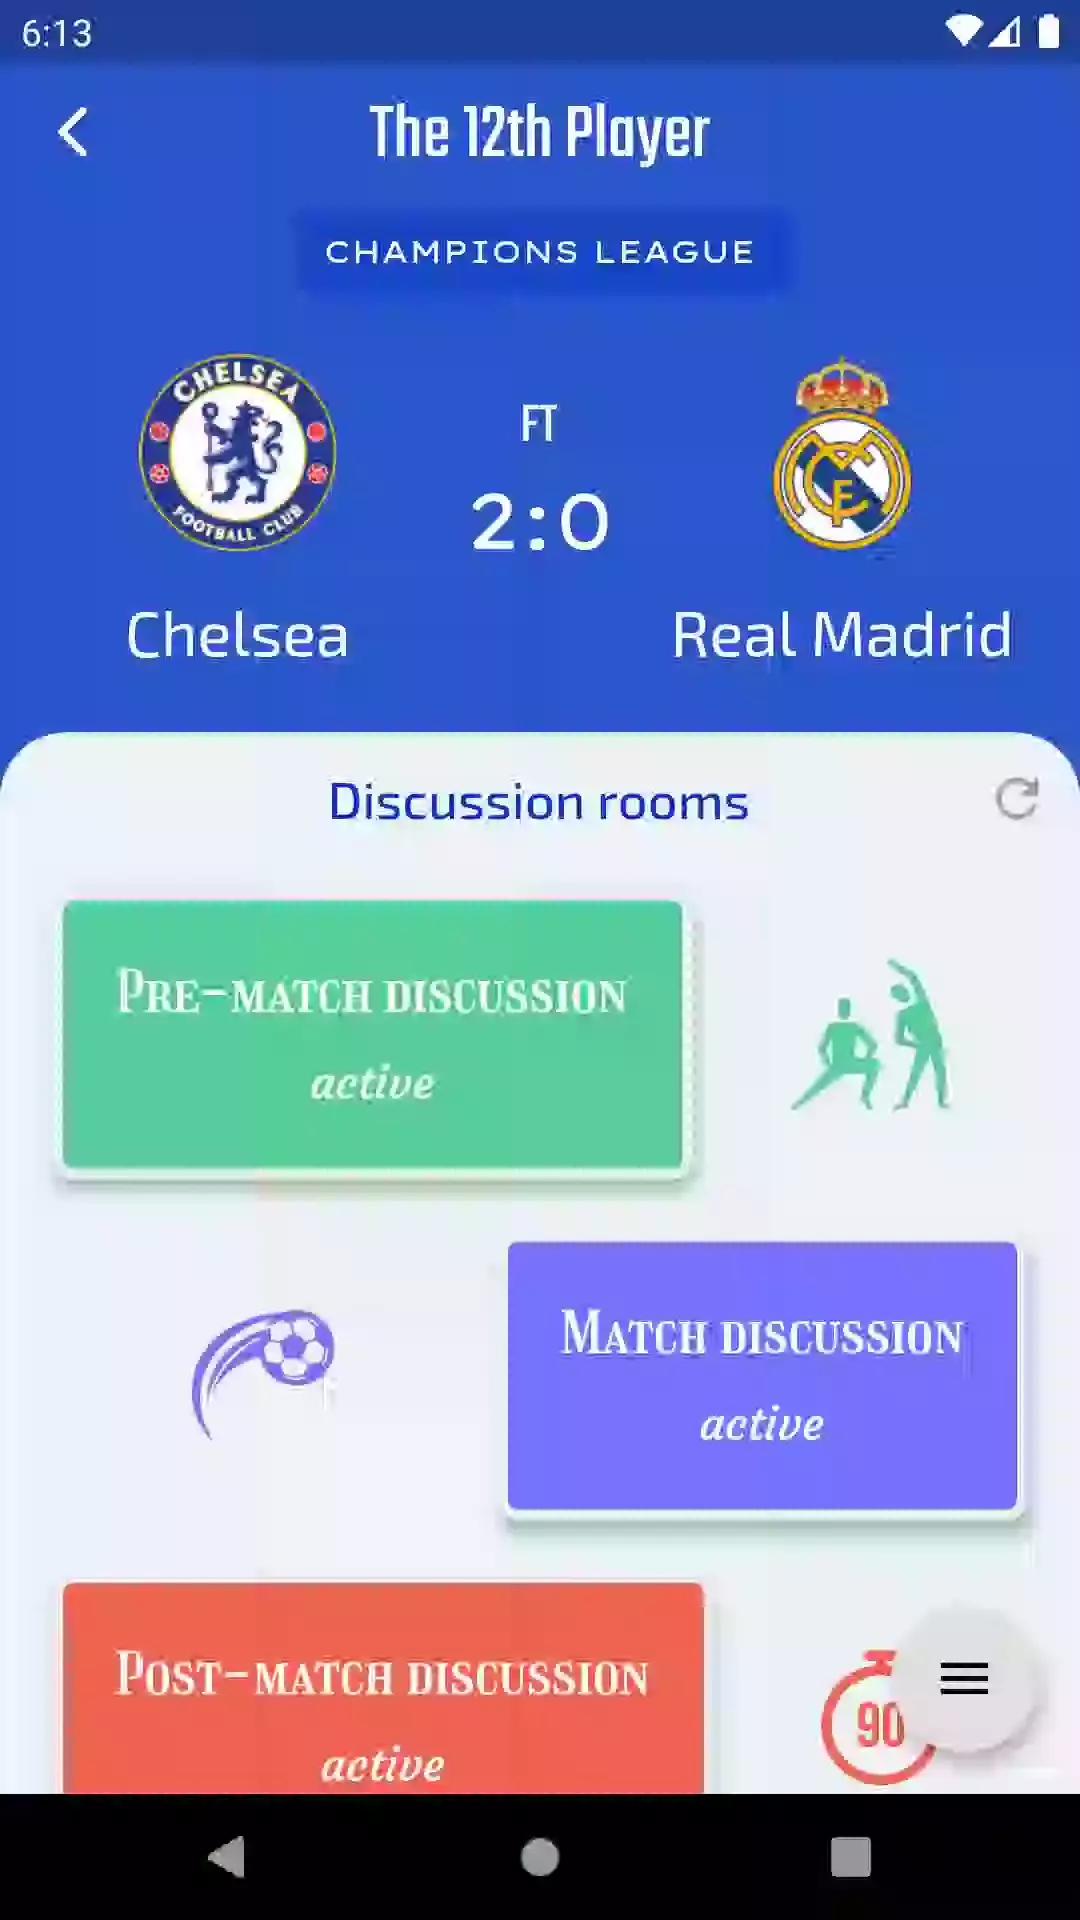 6:13
The 12th Player
CHAMPIONS LEAGUE
CHELSEA
FOOTBALL CLUB
FT
2:0
Chelsea
Real Madrid
Discussion rooms
Pre-match discussion
active
Match discussion
active
Post-match discussion
active
90